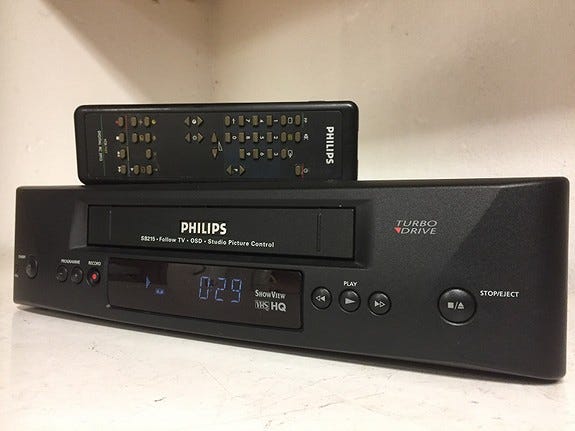 PHILIPS
PHILIPS
SB215 • Follow TV • OSD • Studio Picture Control
TURBO
DRIVE
PROGRAMME
RECORD
0:29
SHOWVIEW
VHS HQ
PLAY
STOP/EJECT